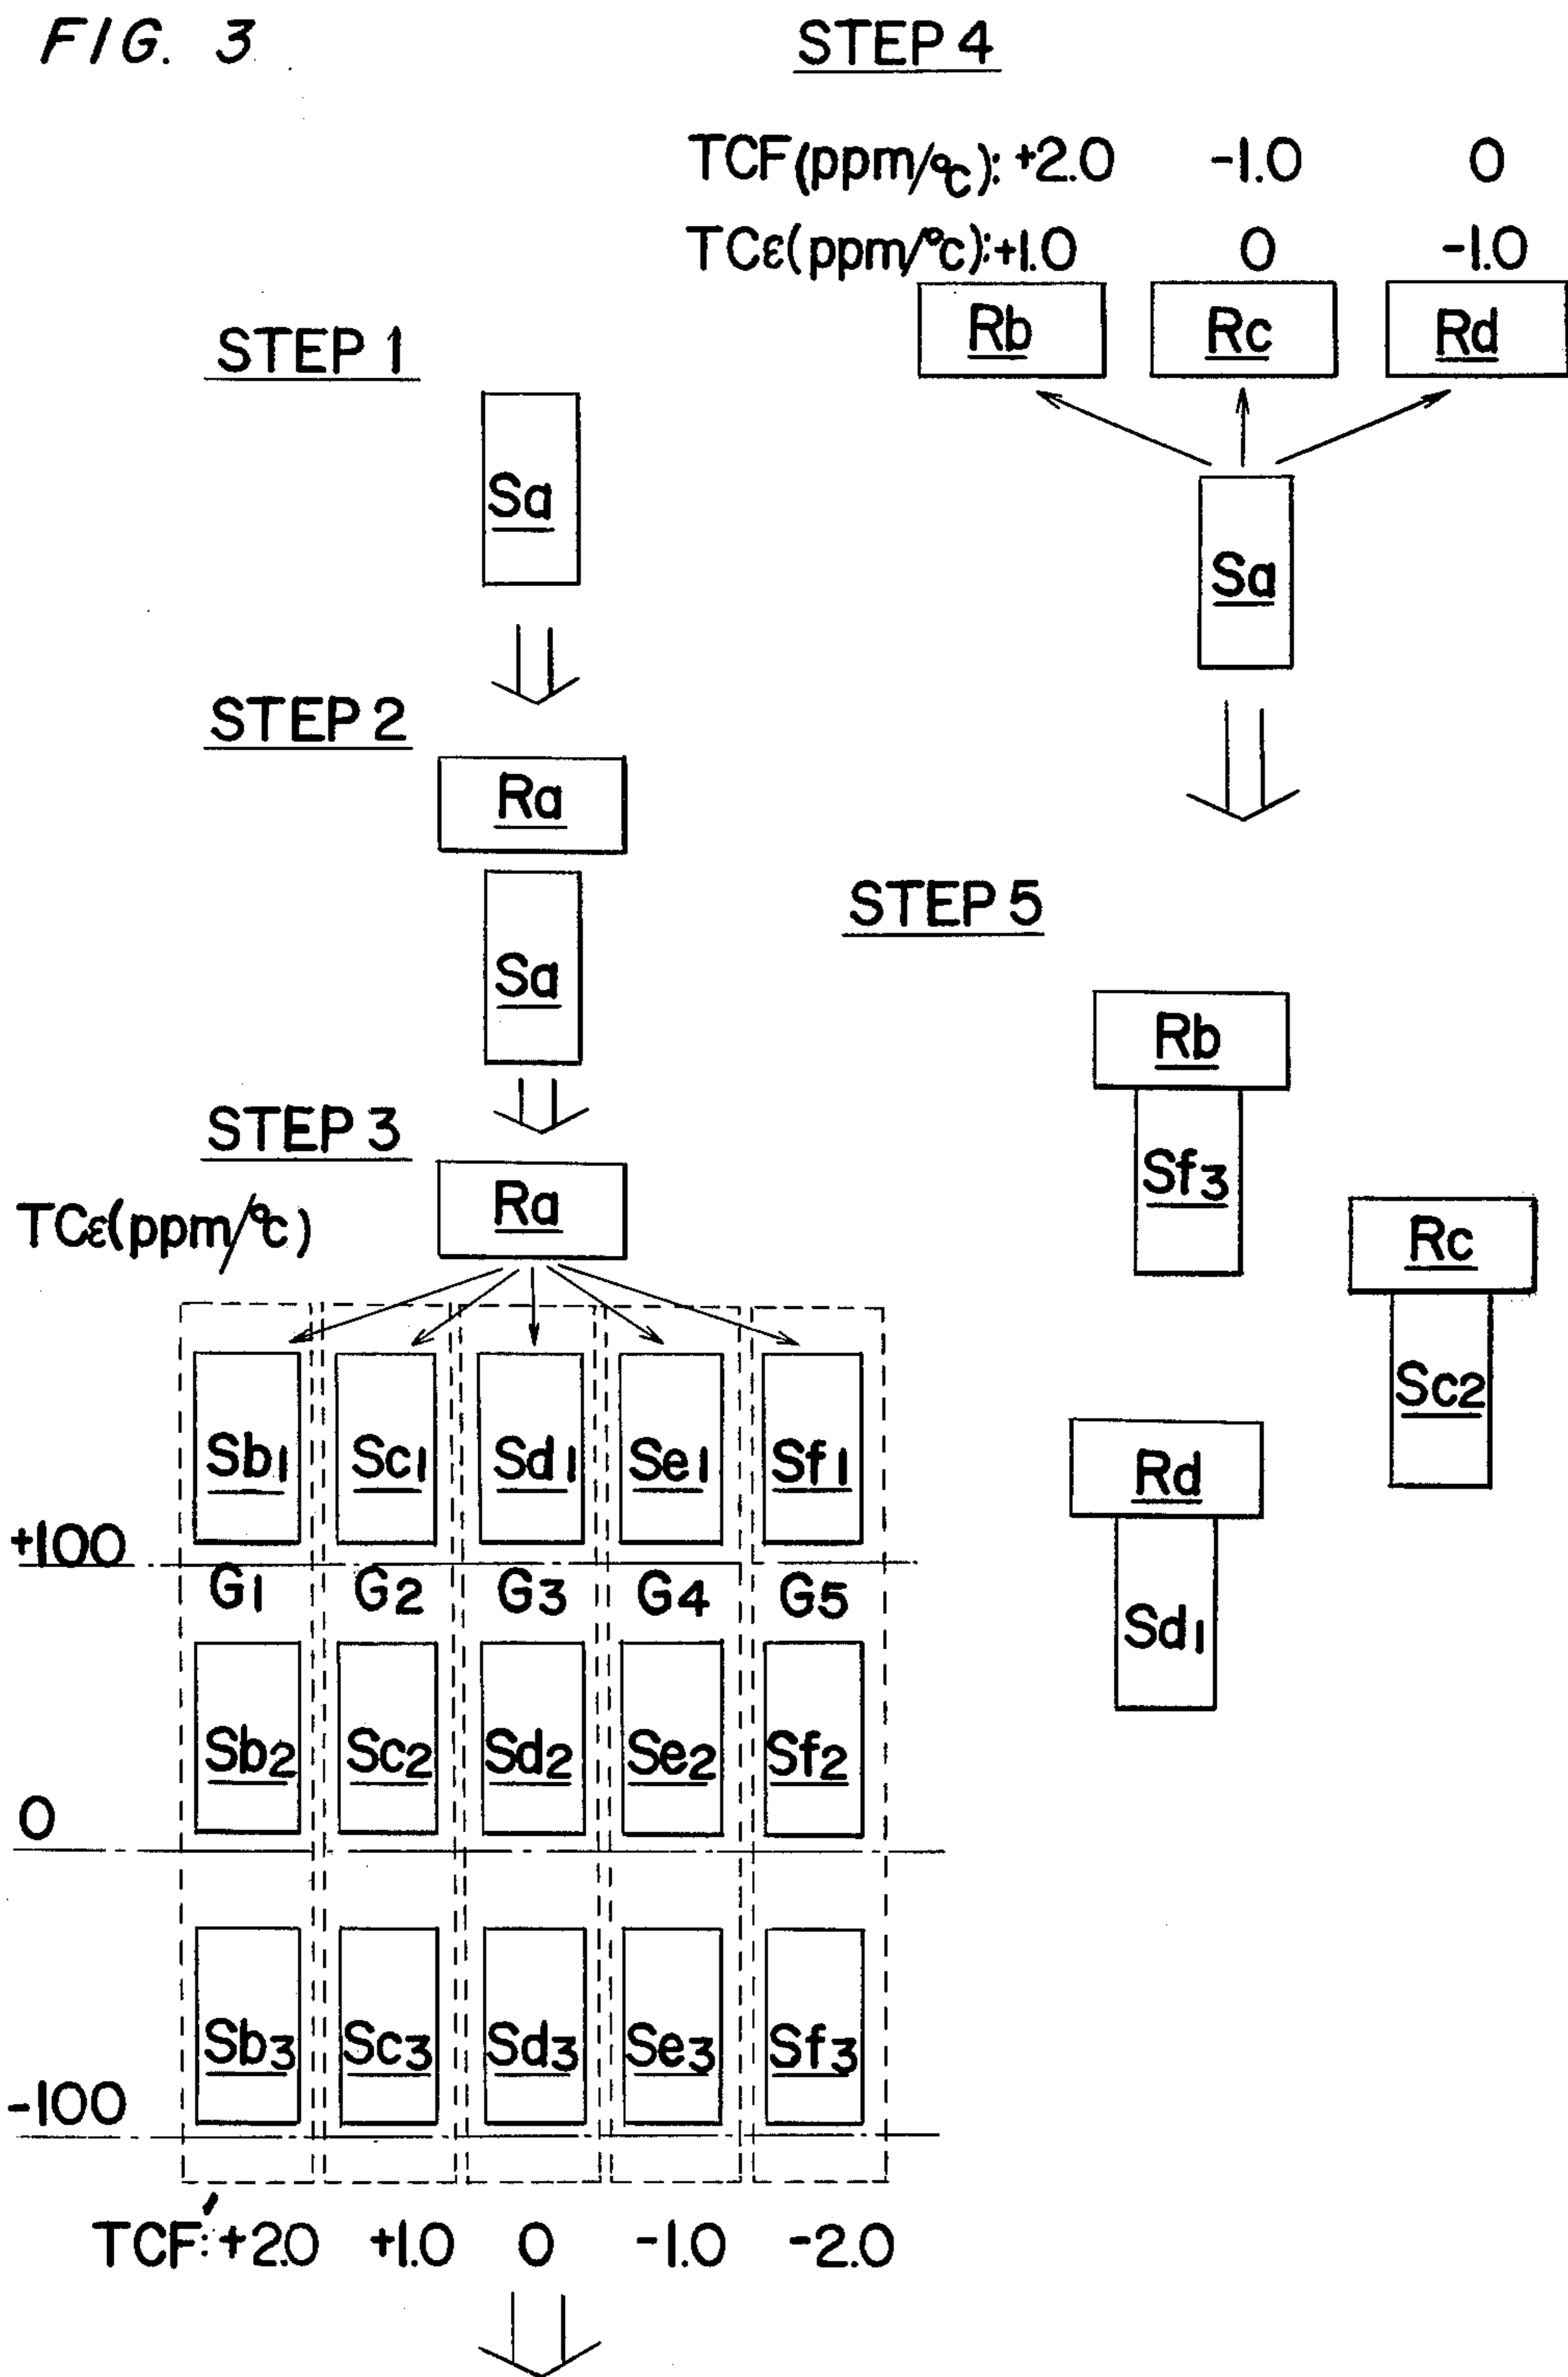 FIG. 3
STEP 1
Sa
STEP 2
Ra
Sa
STEP 3
Ra
TCε(ppm/°c)
Sb1 Sc1 Sd1 Se1 Sf1
+100
G1 G2 G3 G4 G5
Sb2 Sc2 Sd2 Se2 Sf2
0
Sb3 Sc3 Sd3 Se3 Sf3
-100
TCF': +2.0 +1.0 0 -1.0 -2.0
STEP 4
TCF(ppm/°c): +2.0 -1.0 0
TCε(ppm/°c): +1.0 0 -1.0
Rb Rc Rd
Sa
STEP 5
Rb
Sf3
Rc
Sc2
Rd
Sd1